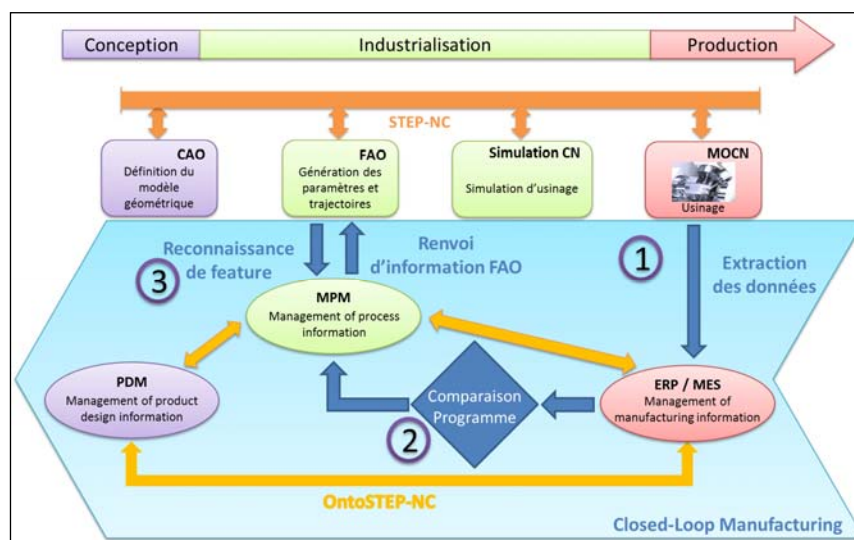 Conception
Industrialisation
Production
STEP-NC
CAO
Définition du
modèle
géométrique
FAO
Génération des
paramètres et
trajectoires
Simulation CN
Simulation d'usinage
MOCN
Usinage
3
Reconnaissance
de feature
Renvoi
d'information FAO
1
Extraction
des données
MPM
Management of process
information
PDM
Management of product
design information
2
Comparaison
Programme
ERP / MES
Management of
manufacturing information
OntoSTEP-NC
Closed-Loop Manufacturing